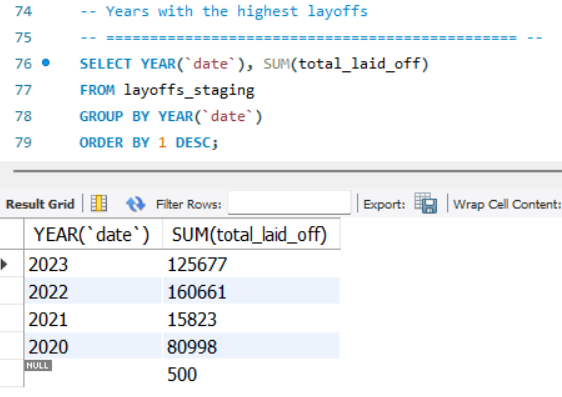 74 -- Years with the highest layoffs
75 -- =============================================== --
76 SELECT YEAR(`date`), SUM(total_laid_off)
77 FROM layoffs_staging
78 GROUP BY YEAR(`date`)
79 ORDER BY 1 DESC;
Result Grid Filter Rows: Export: Wrap Cell Content:
YEAR(`date`) SUM(total_laid_off)
2023 125677
2022 160661
2021 15823
2020 80998
NULL 500